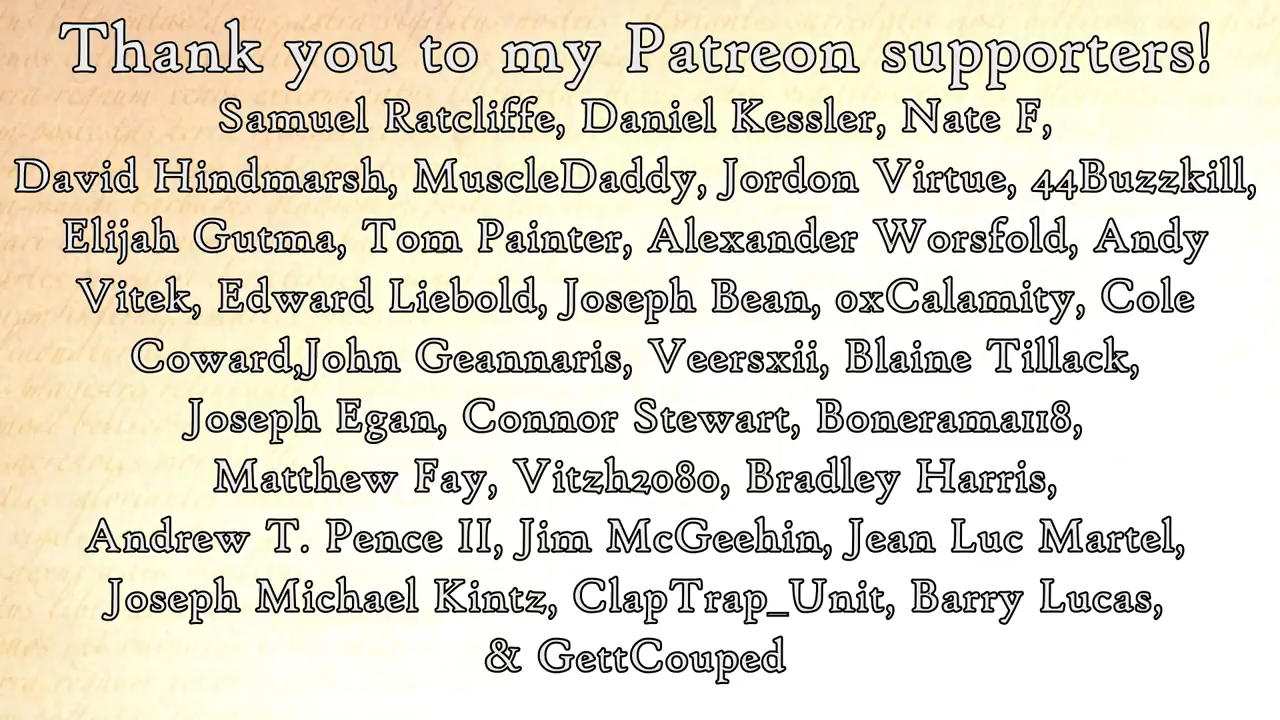 Thank you to my Patreon supporters!
Samuel Ratcliffe, Daniel Kessler, Nate F,
David Hindmarsh, MuscleDaddy, Jordon Virtue, 44Buzzkill,
Elijah Gutma, Tom Painter, Alexander Worsfold, Andy
Vitek, Edward Liebold, Joseph Bean, 0xCalamity, Cole
Coward,John Geannaris, Veersxii, Blaine Tillack,
Joseph Egan, Connor Stewart, Bonerama118,
Matthew Fay, Vitzh2080, Bradley Harris,
Andrew T. Pence II, Jim McGeehin, Jean Luc Martel,
Joseph Michael Kintz, ClapTrap_Unit, Barry Lucas,
& GettCouped